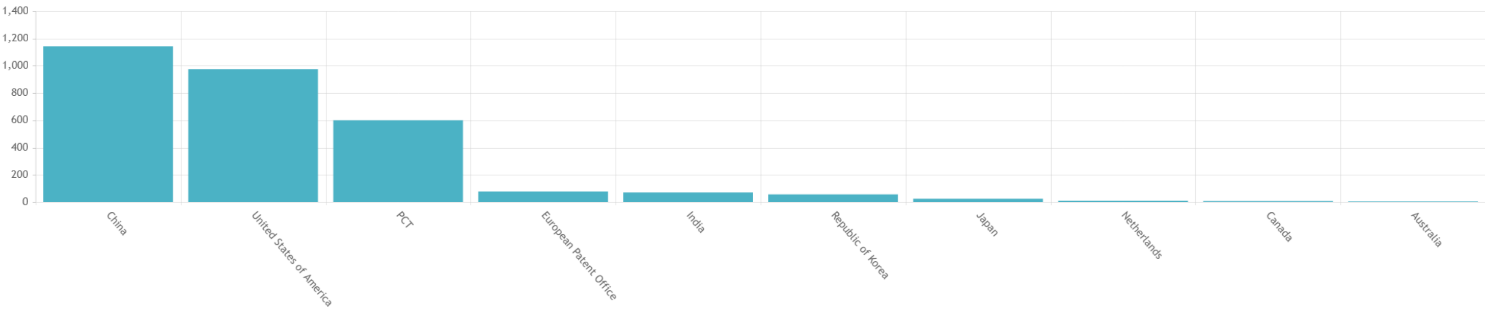 1,400
1,200
1,000
800
600
400
200
0
China
United States of America
PCT
European Patent Office
India
Republic of Korea
Japan
Netherlands
Canada
Australia